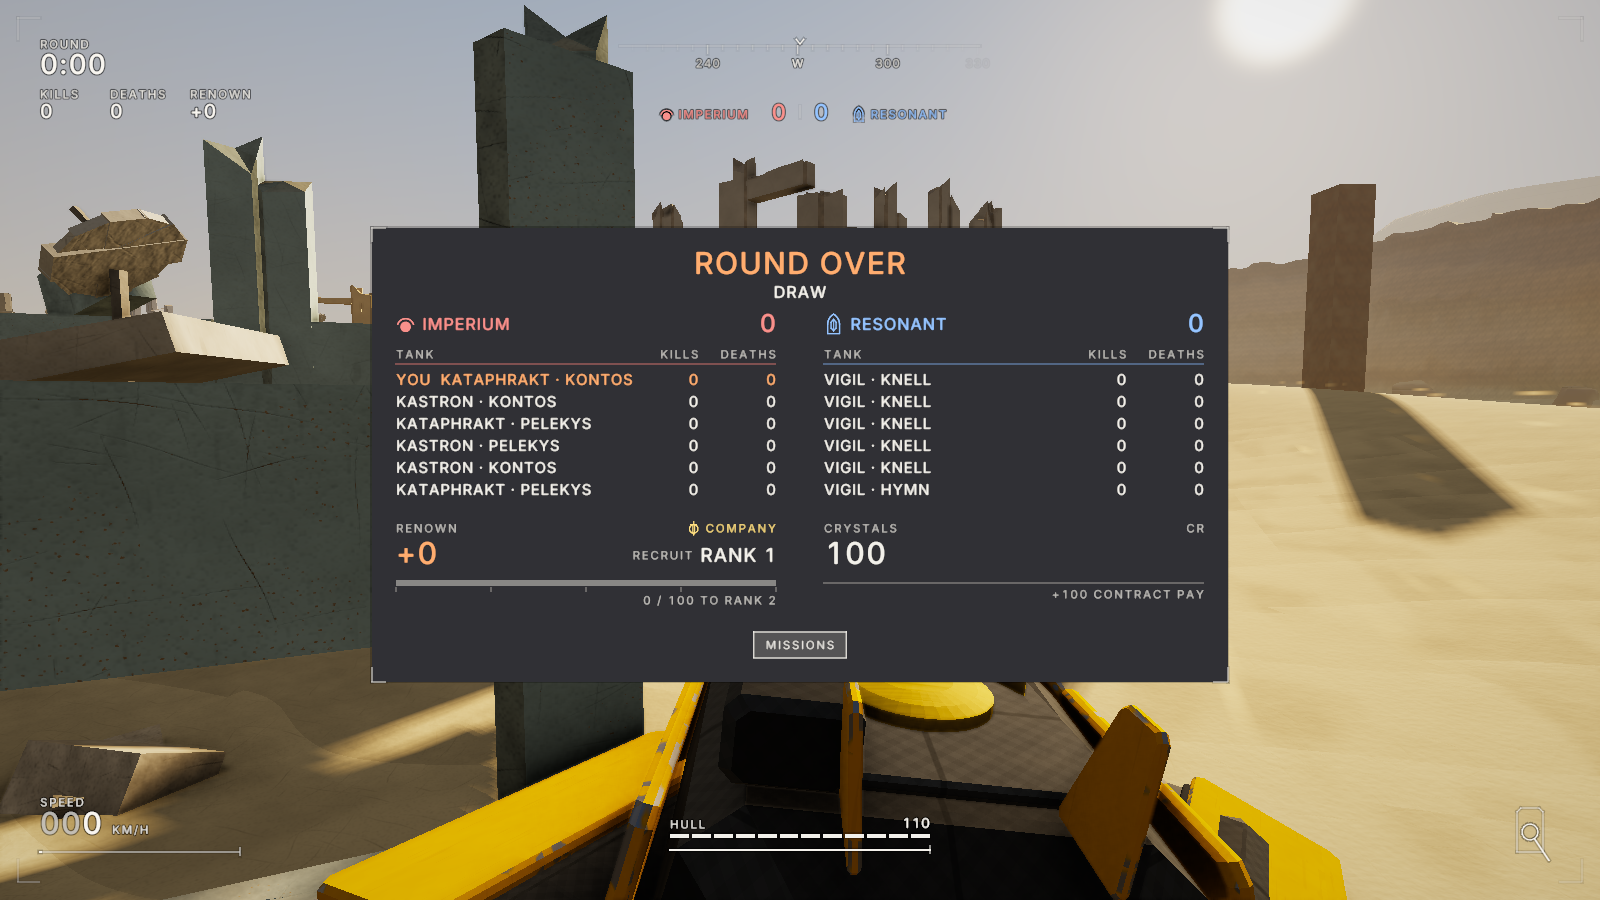 ROUND
0:00
KILLS DEATHS RENOWN
0 0 +0
240 W 300 330
IMPERIUM 0 0 RESONANT
ROUND OVER
DRAW
IMPERIUM 0
TANK KILLS DEATHS
YOU KATAPHRAKT · KONTOS 0 0
KASTRON · KONTOS 0 0
KATAPHRAKT · PELEKYS 0 0
KASTRON · PELEKYS 0 0
KASTRON · KONTOS 0 0
KATAPHRAKT · PELEKYS 0 0
RESONANT 0
TANK KILLS DEATHS
VIGIL · KNELL 0 0
VIGIL · KNELL 0 0
VIGIL · KNELL 0 0
VIGIL · KNELL 0 0
VIGIL · KNELL 0 0
VIGIL · HYMN 0 0
RENOWN COMPANY
+0 RECRUIT RANK 1
0 / 100 TO RANK 2
CRYSTALS CR
100
+100 CONTRACT PAY
MISSIONS
SPEED
000 KM/H
HULL 110